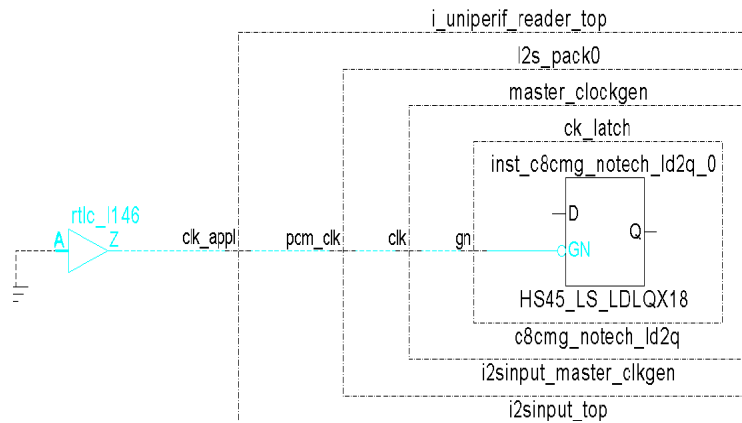 i_uniperif_reader_top
I2s_pack0
master_clockgen
ck_latch
inst_c8cmg_notech_ld2q_0
rtlc_I146
A
Z
clk_appl
pcm_clk
clk
gn
D
Q
GN
HS45_LS_LDLQX18
c8cmg_notech_ld2q
i2sinput_master_clkgen
i2sinput_top